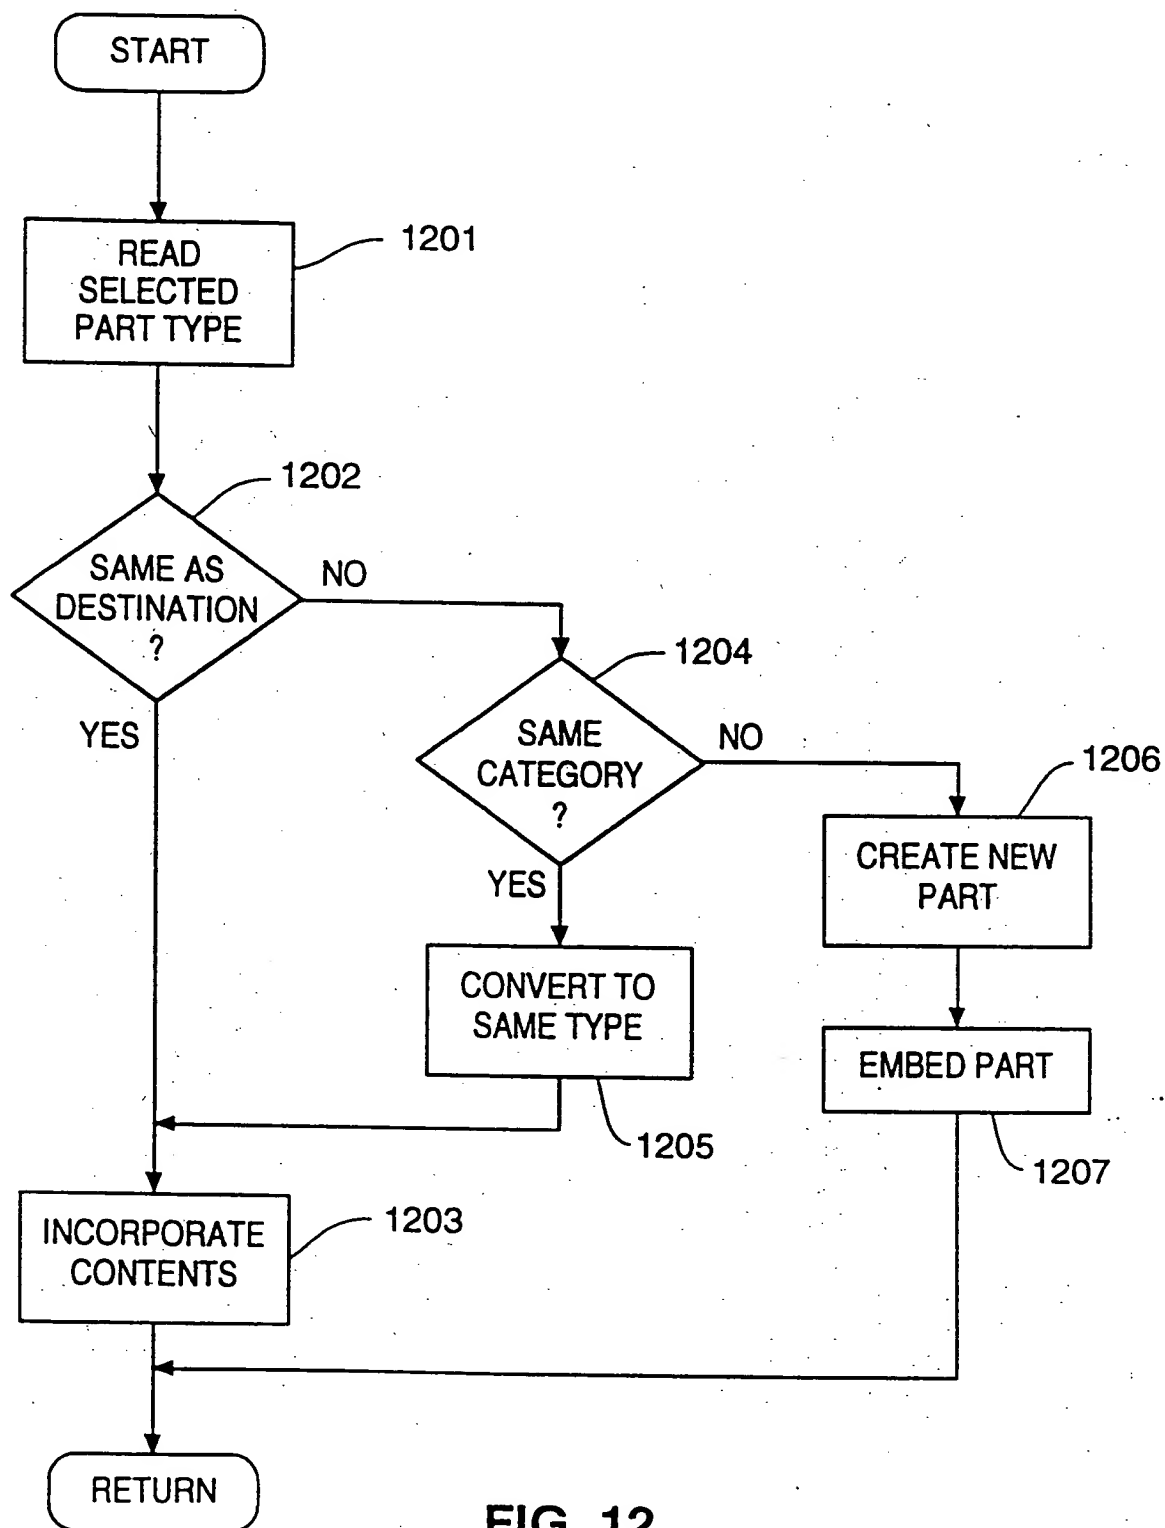 START
1201
READ
SELECTED
PART TYPE
1202
SAME AS
DESTINATION
?
NO
YES
1204
SAME
CATEGORY
?
NO
YES
1206
CREATE NEW
PART
CONVERT TO
SAME TYPE
1205
EMBED PART
1207
INCORPORATE
CONTENTS
1203
RETURN
FIG. 12